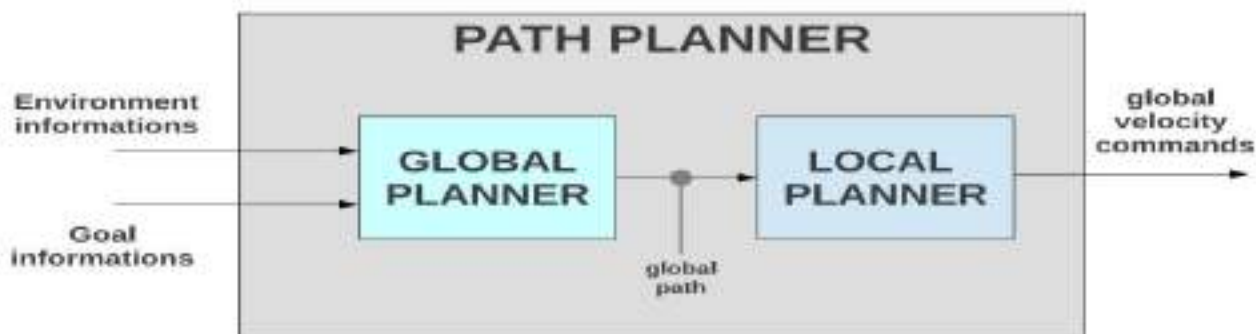 PATH PLANNER
Environment
informations
Goal
informations
GLOBAL
PLANNER
global
path
LOCAL
PLANNER
global
velocity
commands